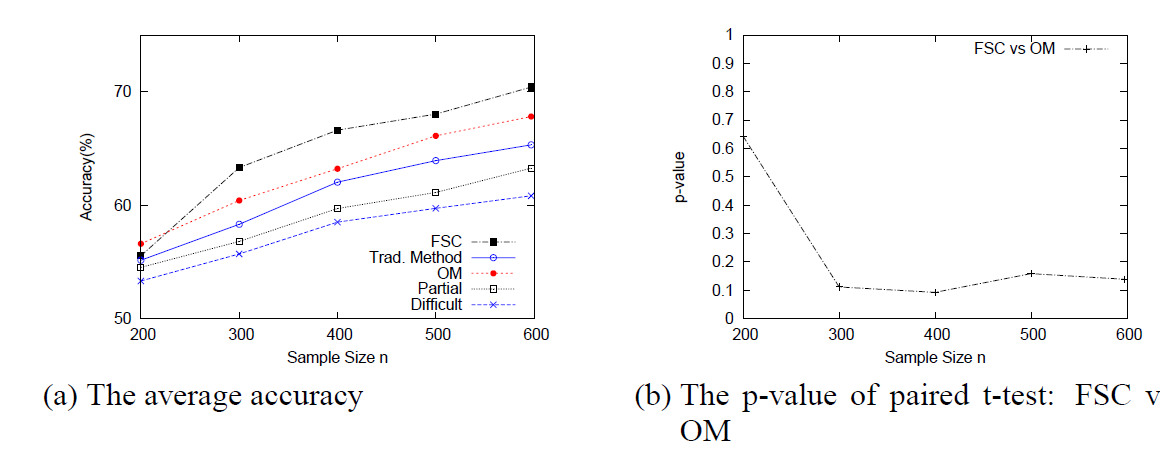 70
60
50
200
300
400
500
600
Accuracy(%)
Sample Size n
FSC
Trad. Method
OM
Partial
Difficult
(a) The average accuracy
1
0.9
0.8
0.7
0.6
0.5
0.4
0.3
0.2
0.1
0
200
300
400
500
600
p-value
Sample Size n
FSC vs OM
(b) The p-value of paired t-test: FSC v
OM